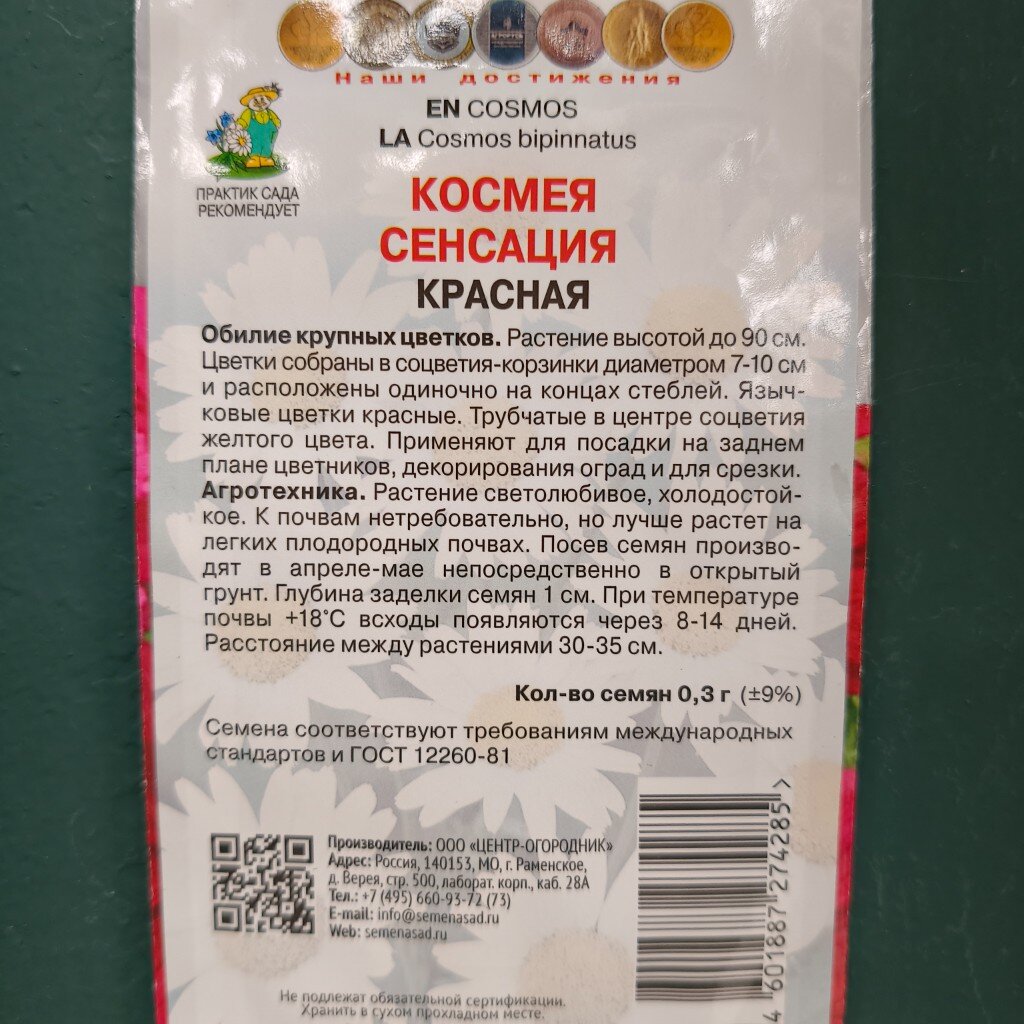 Наши достижения
EN COSMOS
LA Cosmos bipinnatus
ПРАКТИК САДА
РЕКОМЕНДУЕТ
КОСМЕЯ
СЕНСАЦИЯ
КРАСНАЯ
Обилие крупных цветков. Растение высотой до 90 см.
Цветки собраны в соцветия-корзинки диаметром 7-10 см
и расположены одиночно на концах стеблей. Языч-
ковые цветки красные. Трубчатые в центре соцветия
желтого цвета. Применяют для посадки на заднем
плане цветников, декорирования оград и для срезки.
Агротехника. Растение светолюбивое, холодостой-
кое. К почвам нетребовательно, но лучше растет на
легких плодородных почвах. Посев семян произво-
дят в апреле-мае непосредственно в открытый
грунт. Глубина заделки семян 1 см. При температуре
почвы +18°С всходы появляются через 8-14 дней.
Расстояние между растениями 30-35 см.
Кол-во семян 0,3 г (±9%)
Семена соответствуют требованиям международных
стандартов и ГОСТ 12260-81
Производитель: ООО «ЦЕНТР-ОГОРОДНИК»
Адрес: Россия, 140153, МО, г. Раменское,
д. Верея, стр. 500, лаборат. корп., каб. 28А
Тел.: +7 (495) 660-93-72 (73)
E-mail: info@semenasad.ru
Web: semenasad.ru
4 601887 274285 >
Не подлежат обязательной сертификации.
Хранить в сухом прохладном месте.